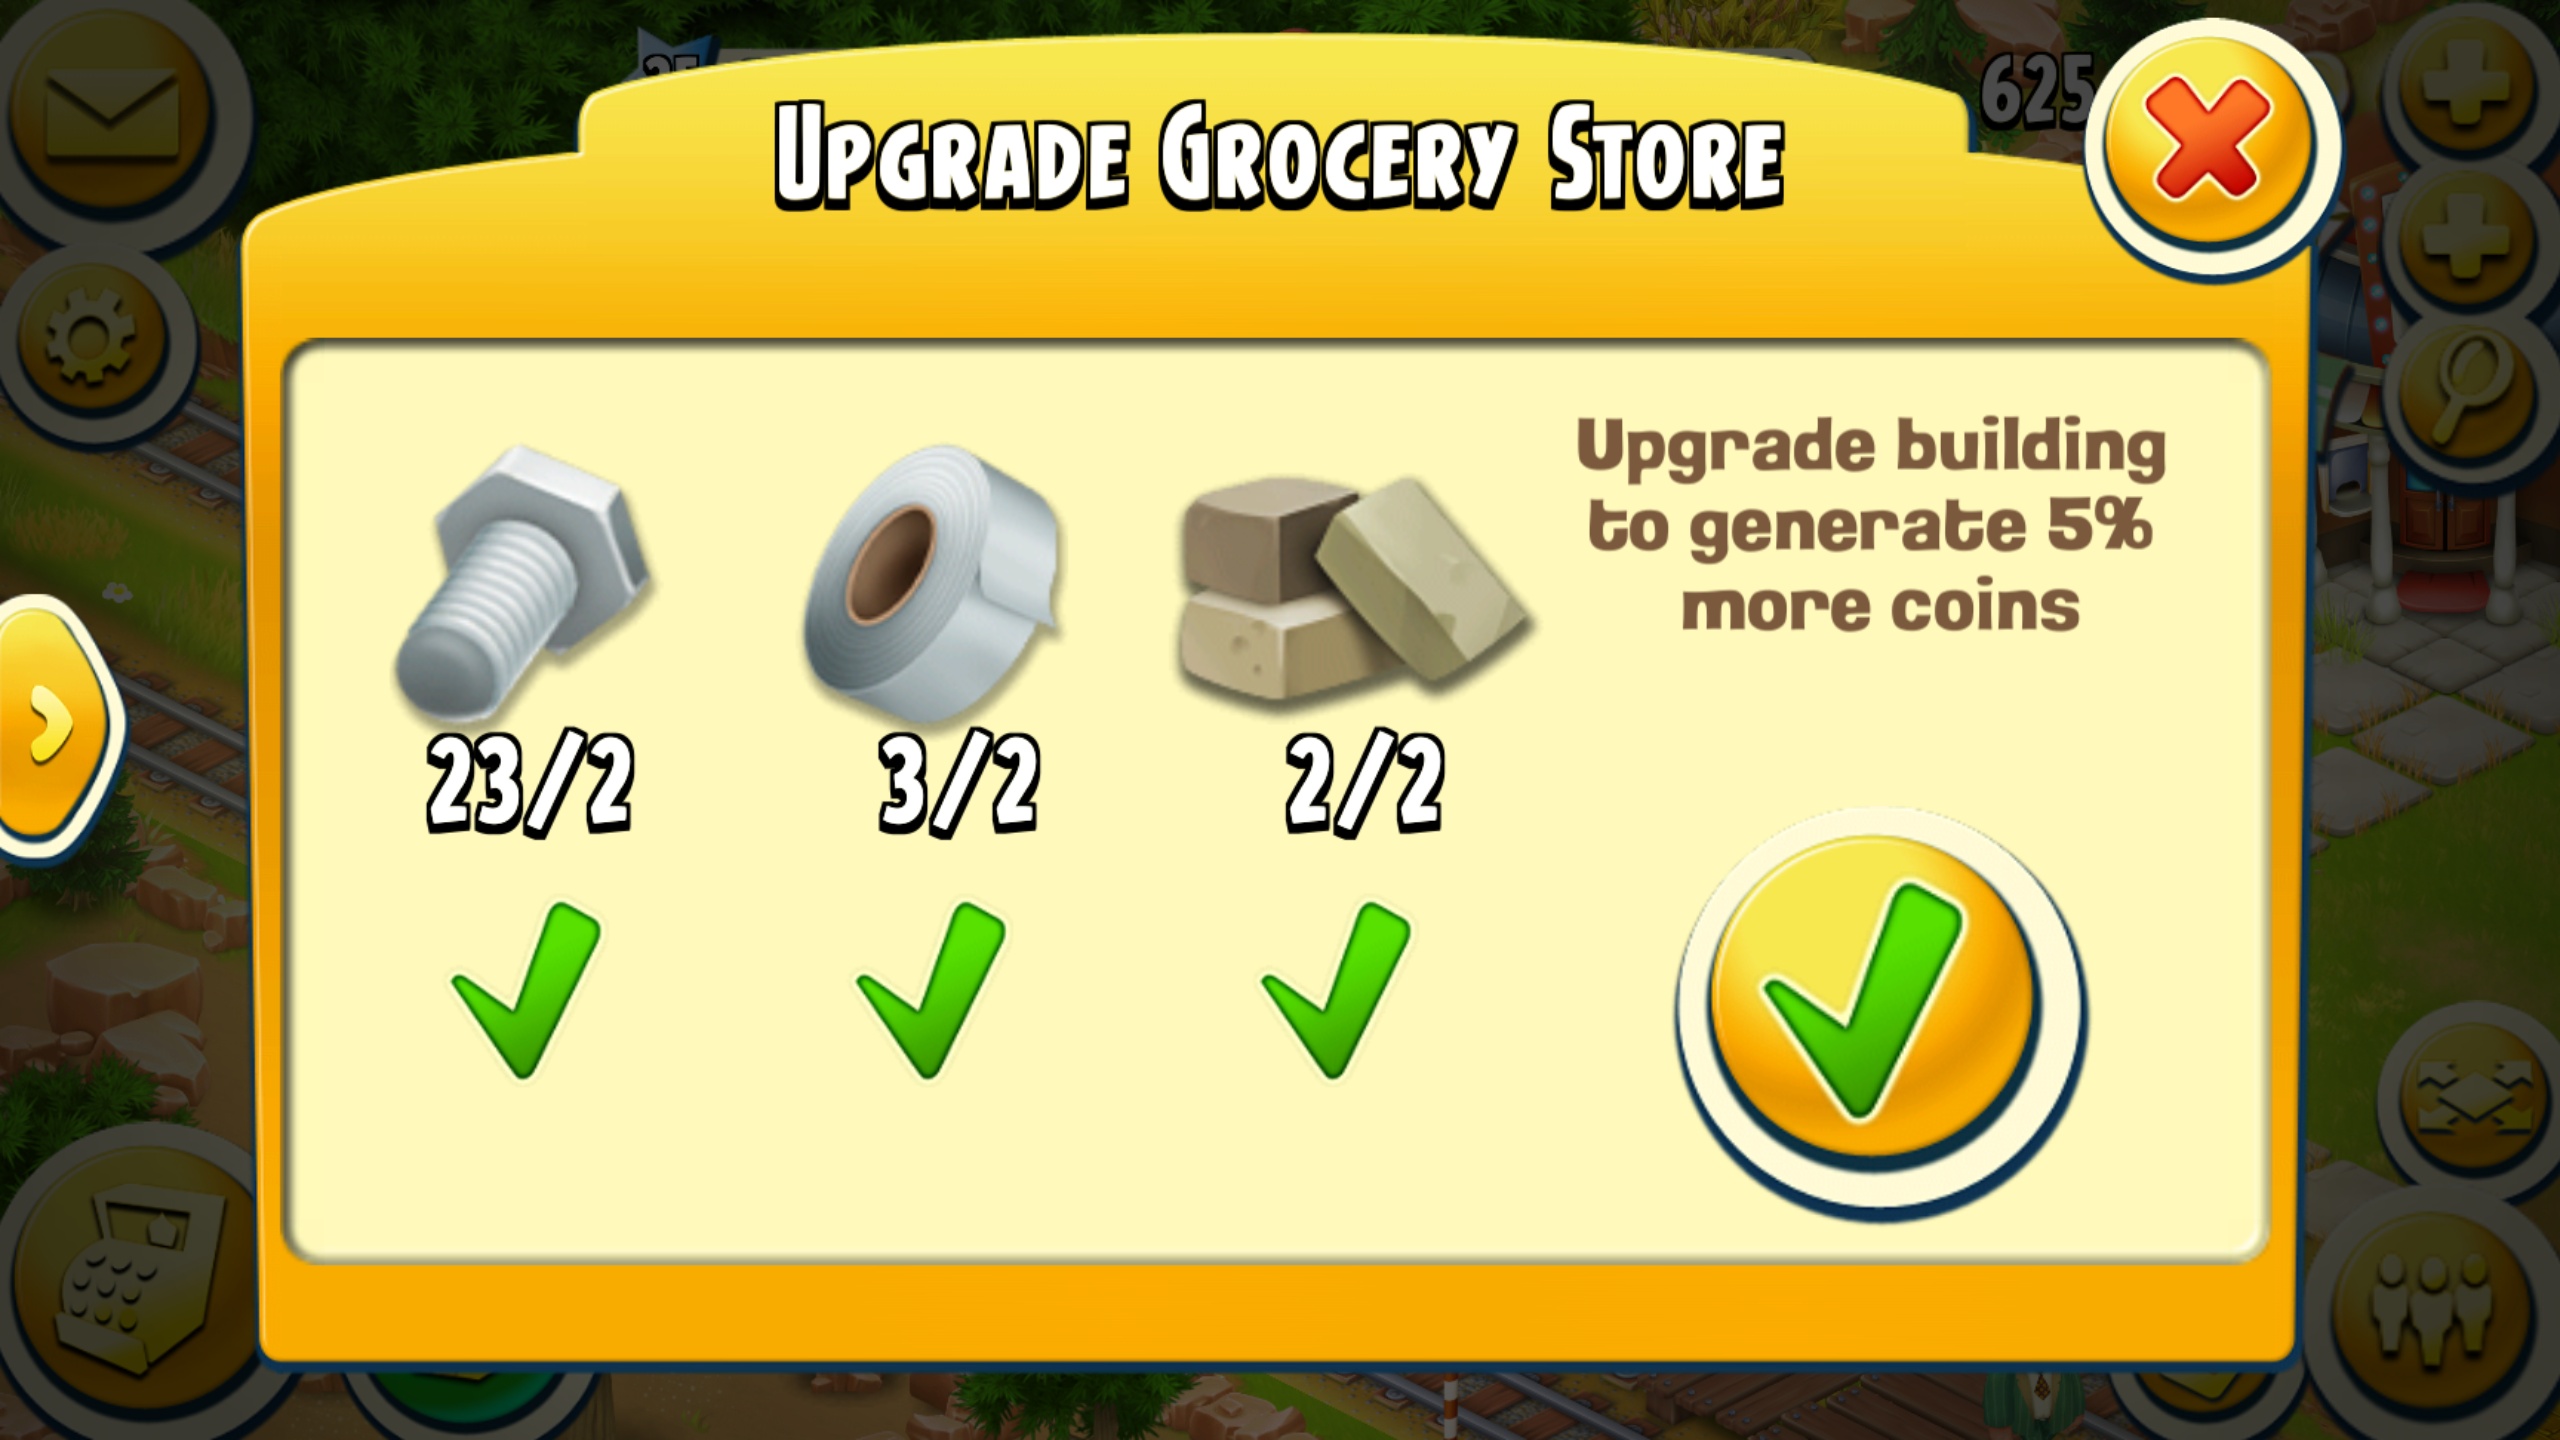 625
Upgrade Grocery Store
Upgrade building
to generate 5%
more coins
23/2
3/2
2/2